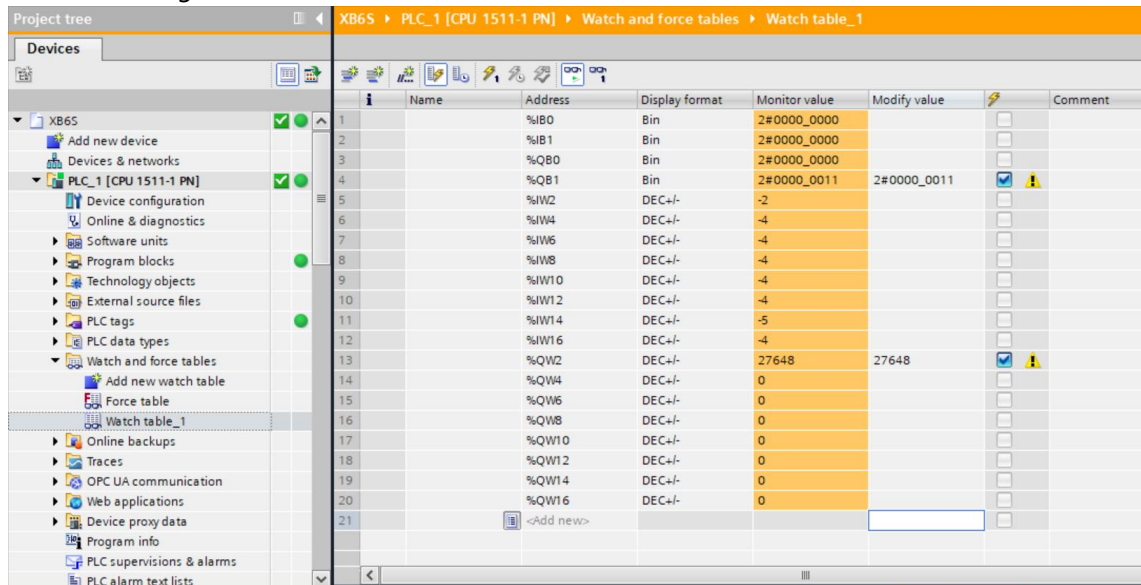 Project tree
XB6S ▸ PLC_1 [CPU 1511-1 PN] ▸ Watch and force tables ▸ Watch table_1
Devices
i Name Address Display format Monitor value Modify value Comment
XB6S
Add new device
Devices & networks
PLC_1 [CPU 1511-1 PN]
Device configuration
Online & diagnostics
Software units
Program blocks
Technology objects
External source files
PLC tags
PLC data types
Watch and force tables
Add new watch table
Force table
Watch table_1
Online backups
Traces
OPC UA communication
Web applications
Device proxy data
Program info
PLC supervisions & alarms
PLC alarm text lists
1 %IB0 Bin 2#0000_0000
2 %IB1 Bin 2#0000_0000
3 %QB0 Bin 2#0000_0000
4 %QB1 Bin 2#0000_0011 2#0000_0011
5 %IW2 DEC+/- -2
6 %IW4 DEC+/- -4
7 %IW6 DEC+/- -4
8 %IW8 DEC+/- -4
9 %IW10 DEC+/- -4
10 %IW12 DEC+/- -4
11 %IW14 DEC+/- -5
12 %IW16 DEC+/- -4
13 %QW2 DEC+/- 27648 27648
14 %QW4 DEC+/- 0
15 %QW6 DEC+/- 0
16 %QW8 DEC+/- 0
17 %QW10 DEC+/- 0
18 %QW12 DEC+/- 0
19 %QW14 DEC+/- 0
20 %QW16 DEC+/- 0
21 <Add new>